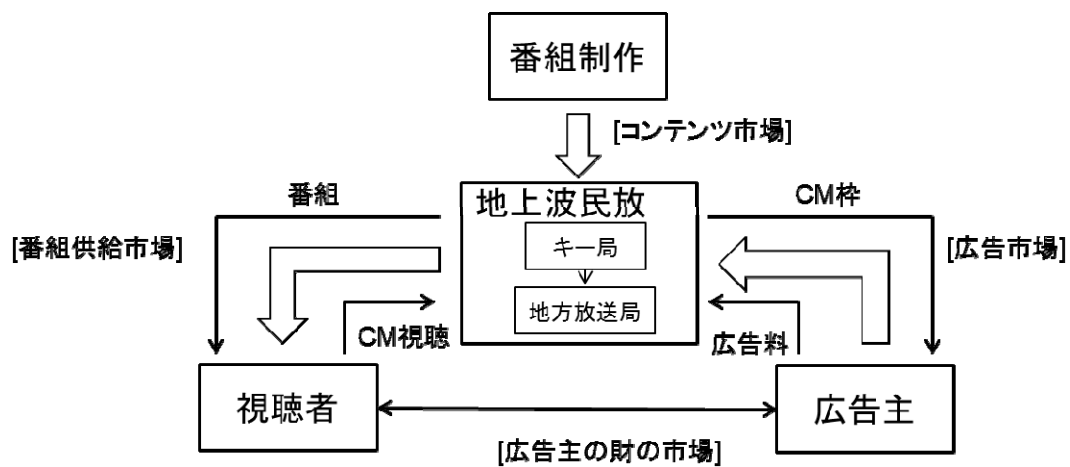 番組制作
[コンテンツ市場]
地上波民放
番組
CM枠
キー局
[番組供給市場]
[広告市場]
地方放送局
CM視聴
広告料
視聴者
広告主
[広告主の財の市場]